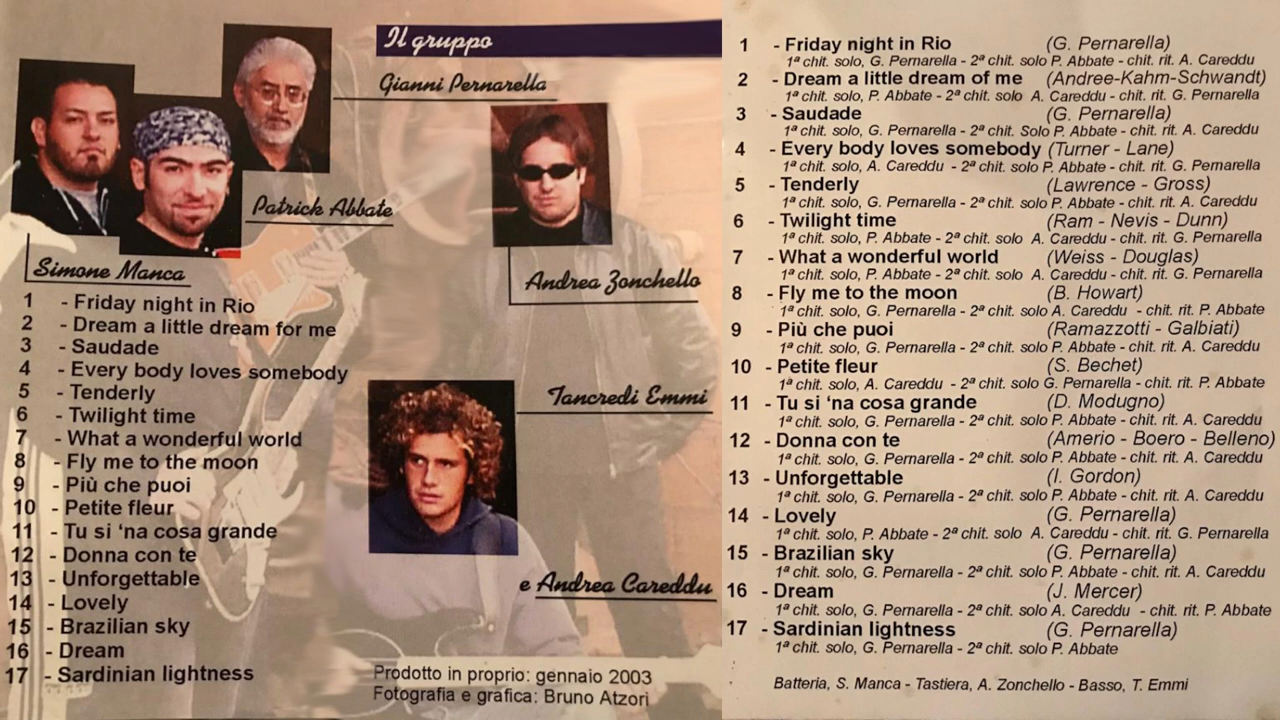 Il gruppo
Gianni Pernarella
Patrick Abbate
Simone Manca
Andrea Zonchello
Tancredi Emmi
e Andrea Careddu
1 - Friday night in Rio
2 - Dream a little dream for me
3 - Saudade
4 - Every body loves somebody
5 - Tenderly
6 - Twilight time
7 - What a wonderful world
8 - Fly me to the moon
9 - Più che puoi
10 - Petite fleur
11 - Tu si ‘na cosa grande
12 - Donna con te
13 - Unforgettable
14 - Lovely
15 - Brazilian sky
16 - Dream
17 - Sardinian lightness
Prodotto in proprio: gennaio 2003
Fotografia e grafica: Bruno Atzori
1 - Friday night in Rio (G. Pernarella)
1ª chit. solo, G. Pernarella - 2ª chit. solo P. Abbate - chit. rit. A. Careddu
2 - Dream a little dream of me (Andree-Kahm-Schwandt)
1ª chit. solo, P. Abbate - 2ª chit. solo A. Careddu - chit. rit. G. Pernarella
3 - Saudade (G. Pernarella)
1ª chit. solo, G. Pernarella - 2ª chit. Solo P. Abbate - chit. rit. A. Careddu
4 - Every body loves somebody (Turner - Lane)
1ª chit. solo, A. Careddu - 2ª chit. solo P. Abbate - chit. rit. G. Pernarella
5 - Tenderly (Lawrence - Gross)
1ª chit. solo, G. Pernarella - 2ª chit. solo P. Abbate - chit. rit. A. Careddu
6 - Twilight time (Ram - Nevis - Dunn)
1ª chit. solo, P. Abbate - 2ª chit. solo A. Careddu - chit. rit. G. Pernarella
7 - What a wonderful world (Weiss - Douglas)
1ª chit. solo, P. Abbate - 2ª chit. solo A. Careddu - chit. rit. G. Pernarella
8 - Fly me to the moon (B. Howart)
1ª chit. solo, G. Pernarella - 2ª chit. solo A. Careddu - chit. rit. P. Abbate
9 - Più che puoi (Ramazzotti - Galbiati)
1ª chit. solo, G. Pernarella - 2ª chit. solo P. Abbate - chit. rit. A. Careddu
10 - Petite fleur (S. Bechet)
1ª chit. solo, A. Careddu - 2ª chit. solo G. Pernarella - chit. rit. P. Abbate
11 - Tu si ‘na cosa grande (D. Modugno)
1ª chit. solo, G. Pernarella - 2ª chit. solo P. Abbate - chit. rit. A. Careddu
12 - Donna con te (Amerio - Boero - Belleno)
1ª chit. solo, G. Pernarella - 2ª chit. solo P. Abbate - chit. rit. A. Careddu
13 - Unforgettable (I. Gordon)
1ª chit. solo, G. Pernarella - 2ª chit. solo P. Abbate - chit. rit. A. Careddu
14 - Lovely (G. Pernarella)
1ª chit. solo, P. Abbate - 2ª chit. solo A. Careddu - chit. rit. G. Pernarella
15 - Brazilian sky (G. Pernarella)
1ª chit. solo, G. Pernarella - 2ª chit. solo P. Abbate - chit. rit. A. Careddu
16 - Dream (J. Mercer)
1ª chit. solo, G. Pernarella - 2ª chit. solo A. Careddu - chit. rit. P. Abbate
17 - Sardinian lightness (G. Pernarella)
1ª chit. solo, G. Pernarella - 2ª chit. solo P. Abbate
Batteria, S. Manca - Tastiera, A. Zonchello - Basso, T. Emmi